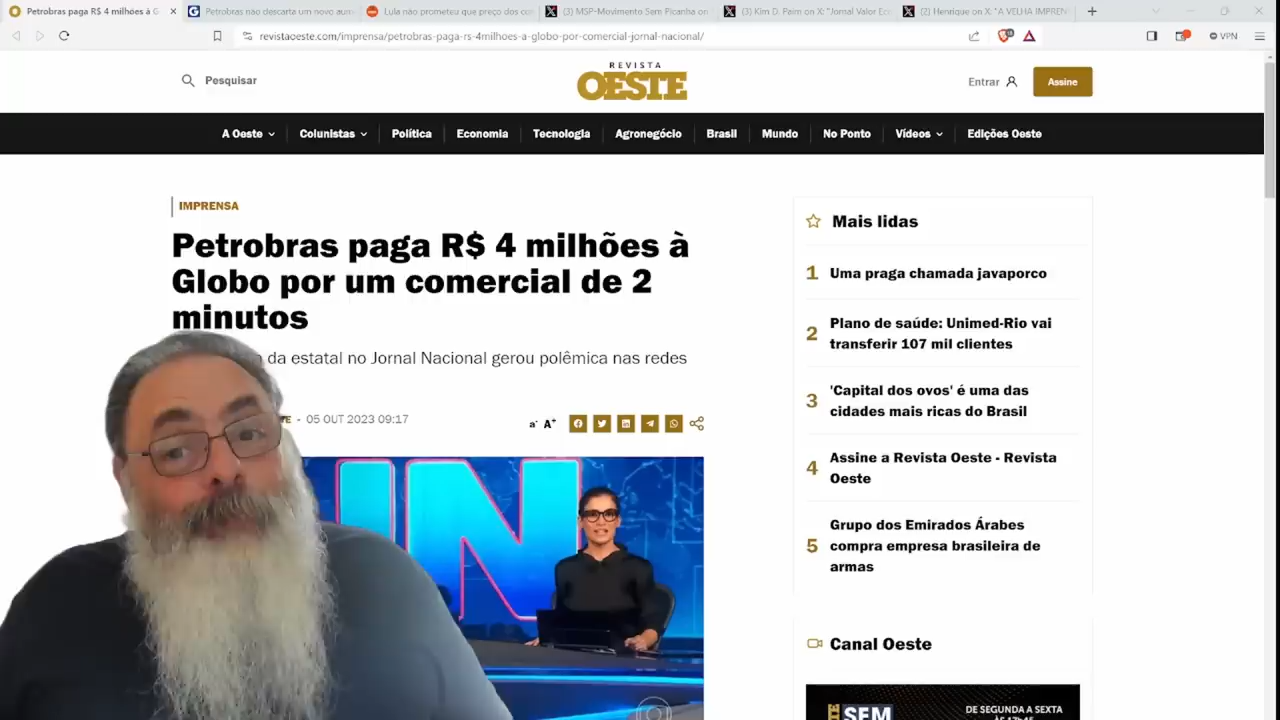 Petrobras paga R$ 4 milhões à G
Petrobras não descarta um novo aum
Lula não prometeu que preço dos co
(3) MSP-Movimento Sem Picanha on
(3) Kim D. Paim on X: "Jornal Valor Ec
(2) Henrique on X: "A VELHA IMPREN
revistaoeste.com/imprensa/petrobras-paga-rs-4milhoes-a-globo-por-comercial-jornal-nacional/
VPN
Pesquisar
REVISTA
OESTE
Entrar
Assine
A Oeste
Colunistas
Política
Economia
Tecnologia
Agronegócio
Brasil
Mundo
No Ponto
Vídeos
Edições Oeste
IMPRENSA
Petrobras paga R$ 4 milhões à
Globo por um comercial de 2
minutos
da estatal no Jornal Nacional gerou polêmica nas redes
- 05 OUT 2023 09:17
a- A+
Mais lidas
1 Uma praga chamada javaporco
2 Plano de saúde: Unimed-Rio vai
transferir 107 mil clientes
3 'Capital dos ovos' é uma das
cidades mais ricas do Brasil
4 Assine a Revista Oeste - Revista
Oeste
5 Grupo dos Emirados Árabes
compra empresa brasileira de
armas
Canal Oeste
SEM
DE SEGUNDA A SEXTA